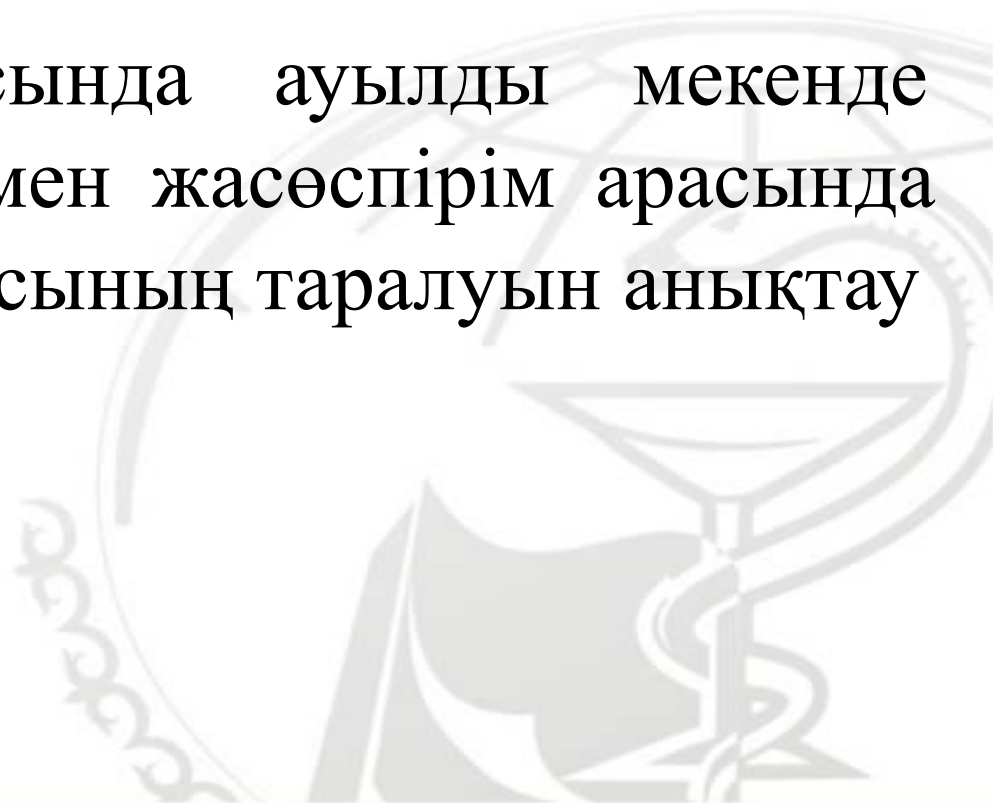 сында ауылды мекенде
мен жасөспірім арасында
сының таралуын анықтау